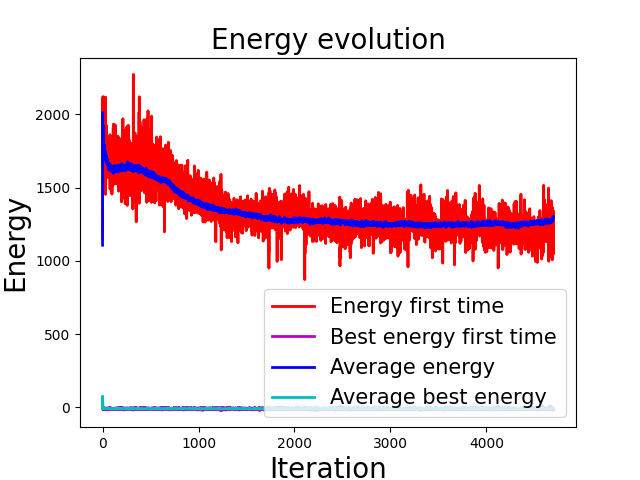 Energy evolution
Energy
2000
1500
1000
500
0
Energy first time
Best energy first time
Average energy
Average best energy
0 1000 2000 3000 4000
Iteration